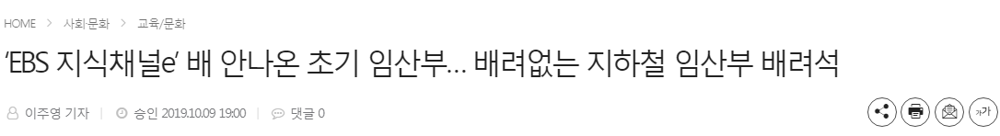 HOME > 사회·문화 > 교육/문화
‘EBS 지식채널e’ 배 안나온 초기 임산부… 배려없는 지하철 임산부 배려석
이주영 기자 | 승인 2019.10.09 19:00 | 댓글 0 가가